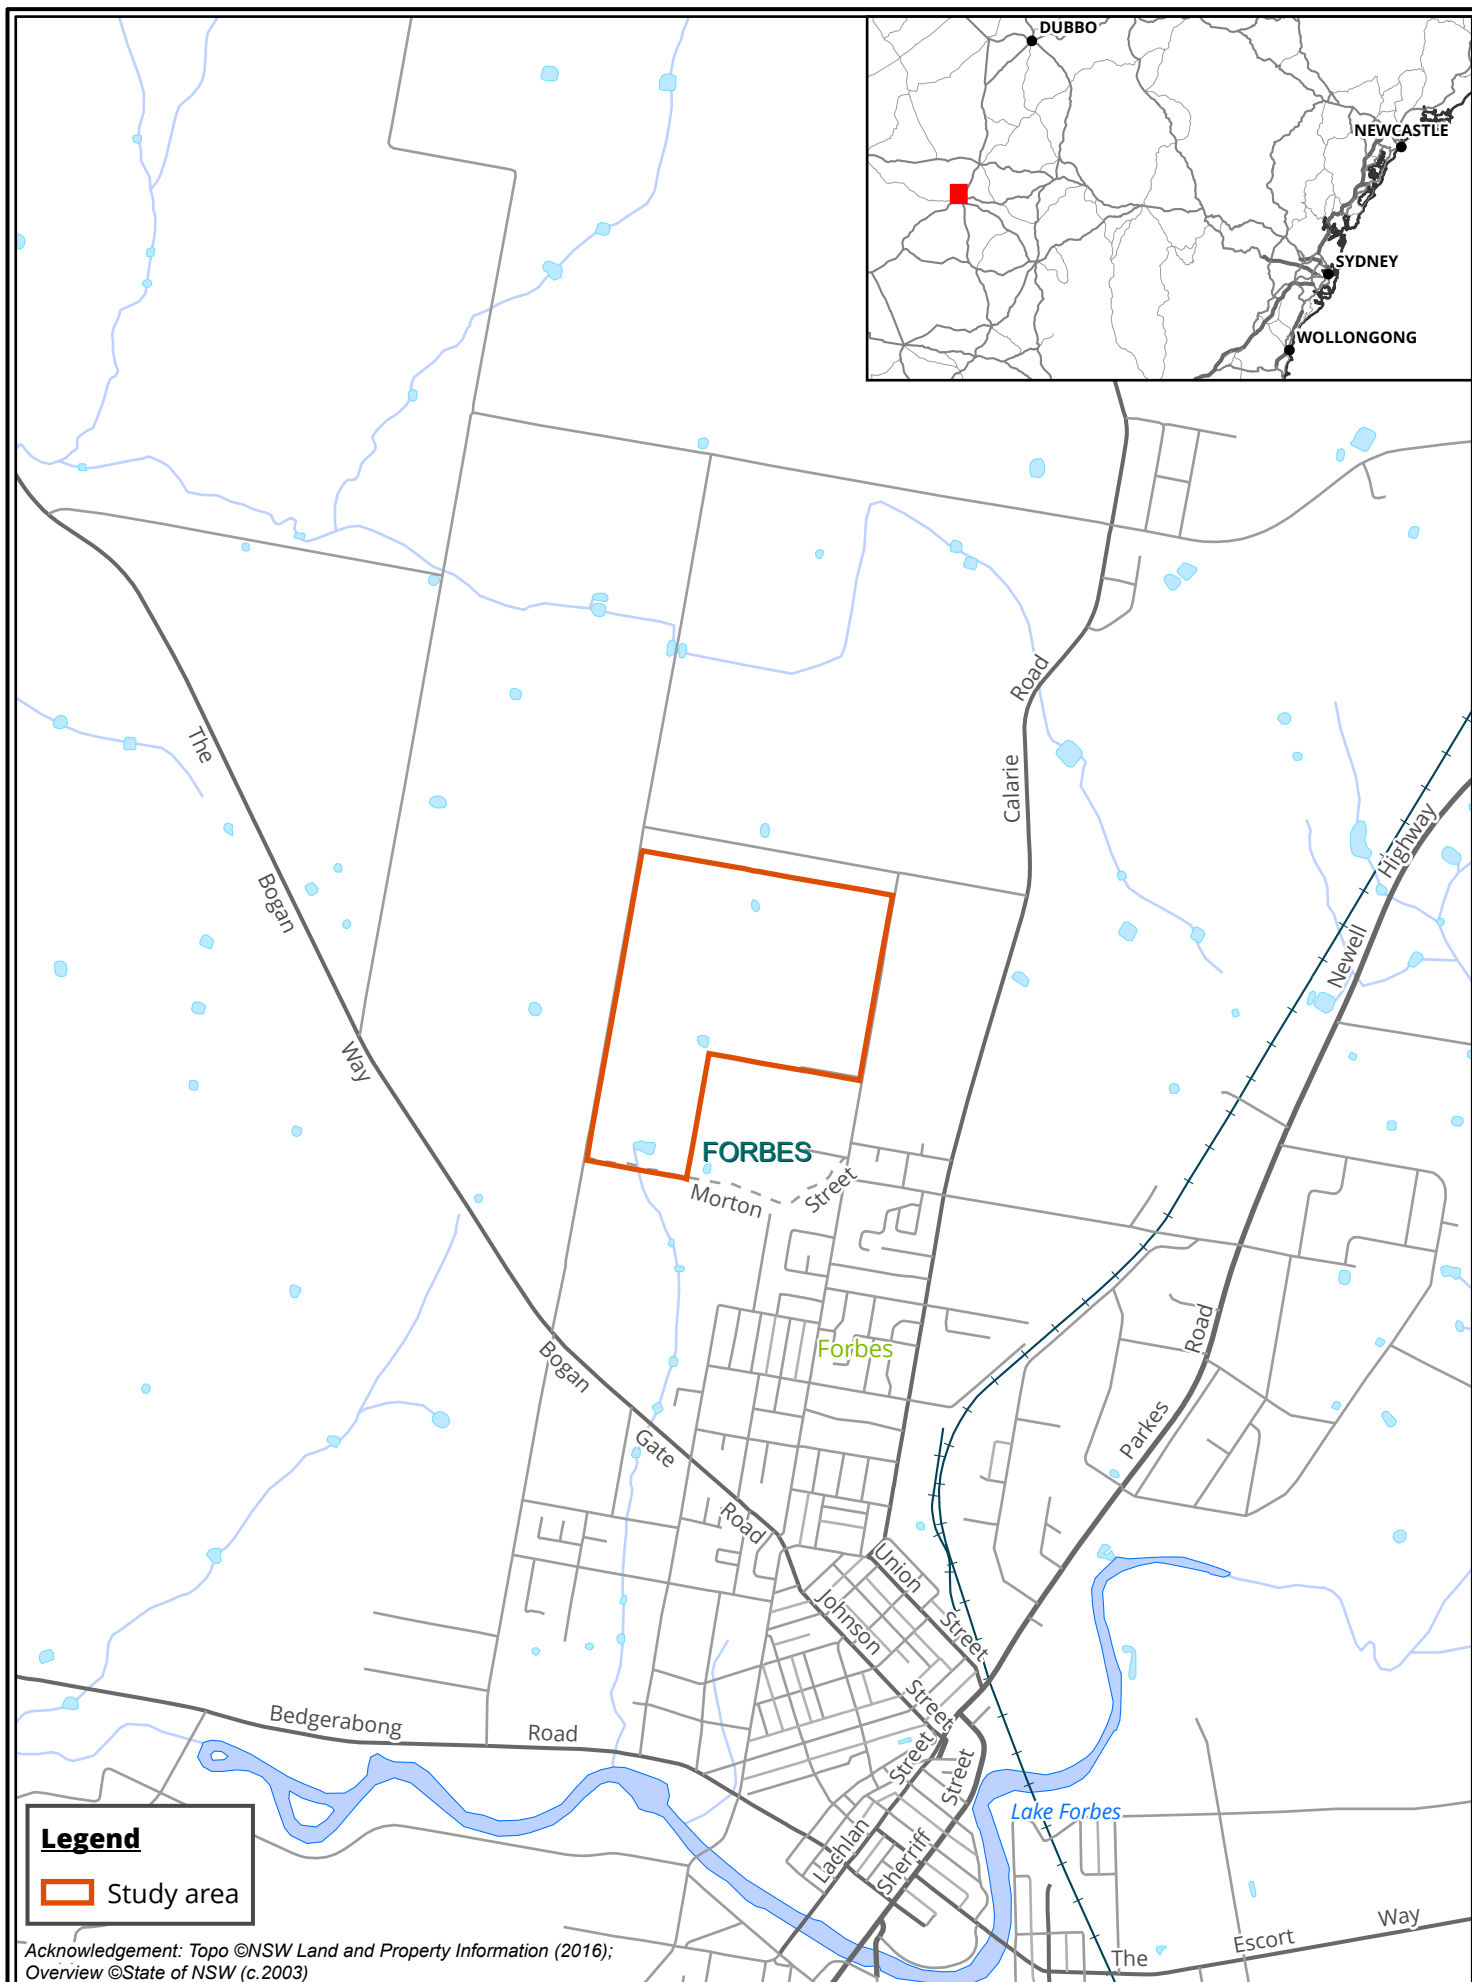 DUBBO
NEWCASTLE
SYDNEY
WOLLONGONG
Road
Calarie
The
Bogan
Way
Highway
Newell
FORBES
Morton
Street
Forbes
Road
Parkes
Bogan
Gate
Road
Union
Street
Johnson
Street
Bedgerabong
Road
Street
Lachlan
Street
Sherriff
Lake Forbes
Legend
Study area
The
Escort
Way
Acknowledgement: Topo ©NSW Land and Property Information (2016);
Overview ©State of NSW (c.2003)